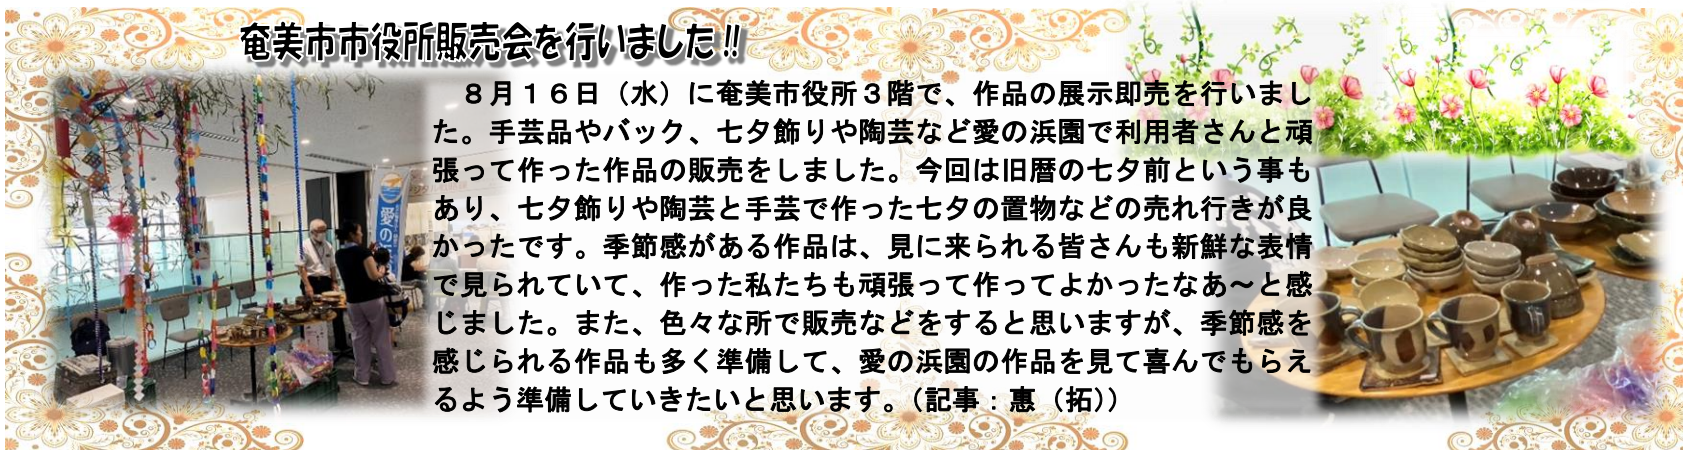 奄美市市役所販売会を行いました!!
８月１６日（水）に奄美市役所３階で、作品の展示即売を行いまし
た。手芸品やバック、七夕飾りや陶芸など愛の浜園で利用者さんと頑
張って作った作品の販売をしました。今回は旧暦の七夕前という事も
あり、七夕飾りや陶芸と手芸で作った七夕の置物などの売れ行きが良
かったです。季節感がある作品は、見に来られる皆さんも新鮮な表情
で見られていて、作った私たちも頑張って作ってよかったなあ～と感
じました。また、色々な所で販売などをすると思いますが、季節感を
感じられる作品も多く準備して、愛の浜園の作品を見て喜んでもらえ
るよう準備していきたいと思います。（記事：惠（拓））
愛の